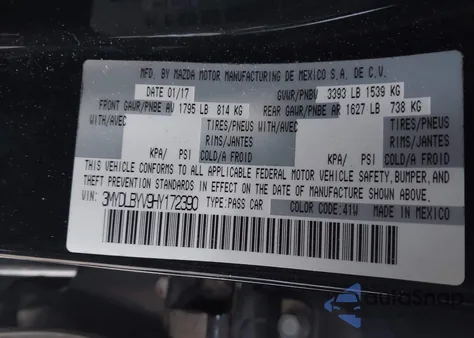 MFD. BY MAZDA MOTOR MANUFACTURING DE MEXICO S.A. DE C.V.
DATE 01/17 GVWR/PNBV 3393 LB 1539 KG
FRONT GAWR/PNBE AV 1795 LB 814 KG REAR GAWR/PNBE AR 1627 LB 738 KG
WITH/AVEC TIRES/PNEUS WITH/AVEC TIRES/PNEUS
RIMS/JANTES RIMS/JANTES
KPA/ PSI COLD/A FROID KPA/ PSI COLD/A FROID
THIS VEHICLE CONFORMS TO ALL APPLICABLE FEDERAL MOTOR VEHICLE SAFETY, BUMPER, AND
THEFT PREVENTION STANDARDS IN EFFECT ON THE DATE OF MANUFACTURE SHOWN ABOVE.
VIN: 3MYDLBYV9HY172390 TYPE:PASS CAR COLOR CODE:41W MADE IN MEXICO
AutoSnap